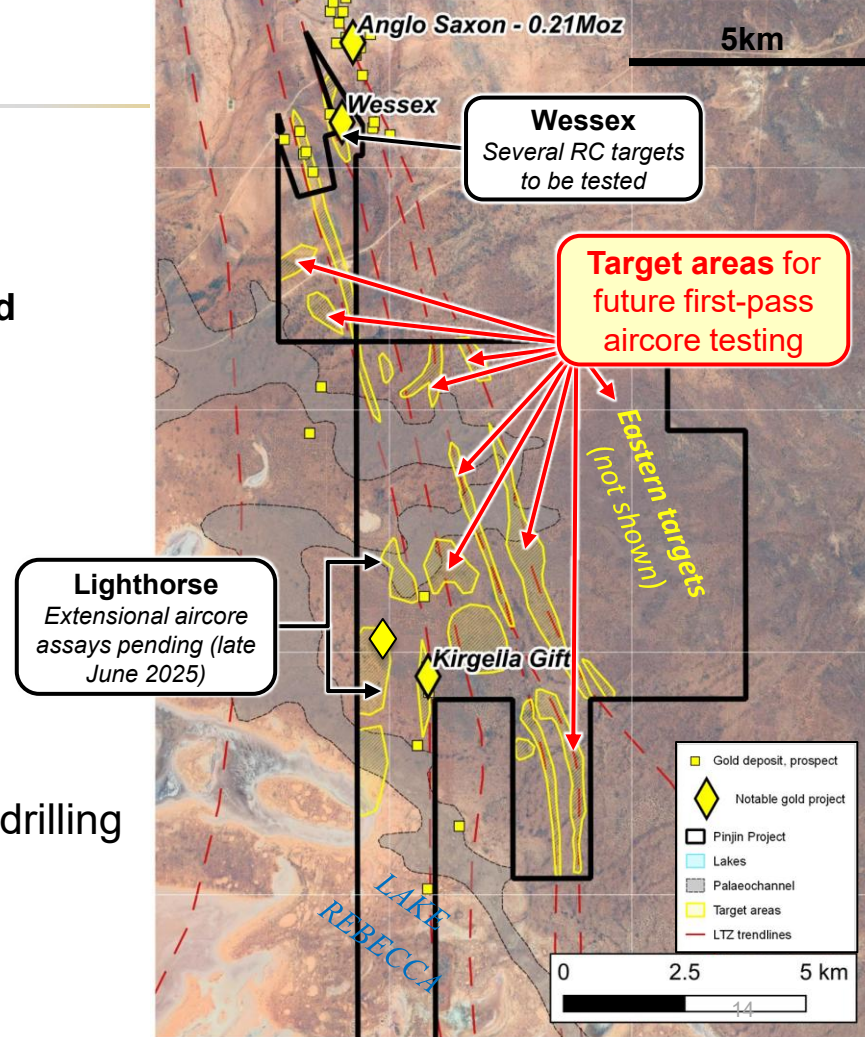 Anglo Saxon - 0.21Moz
5km
Wessex
Wessex
Several RC targets
to be tested
Target areas for
future first-pass
aircore testing
d
Eastern targets
(not shown)
Lighthorse
Extensional aircore
assays pending (late
June 2025)
Kirgella Gift
Gold deposit, prospect
Notable gold project
Pinjin Project
Lakes
Palaeochannel
Target areas
LTZ trendlines
drilling
LAKE
REBECCA
0 2.5 5 km
14